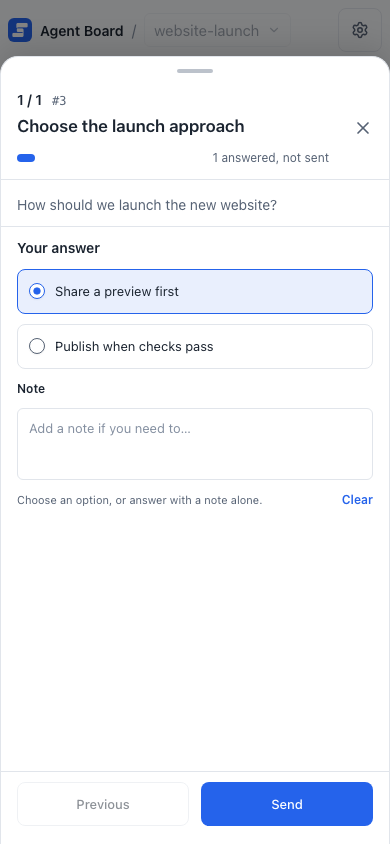 Agent Board / website-launch
1 / 1 #3
Choose the launch approach
1 answered, not sent
How should we launch the new website?
Your answer
Share a preview first
Publish when checks pass
Note
Add a note if you need to…
Choose an option, or answer with a note alone. Clear
Previous Send